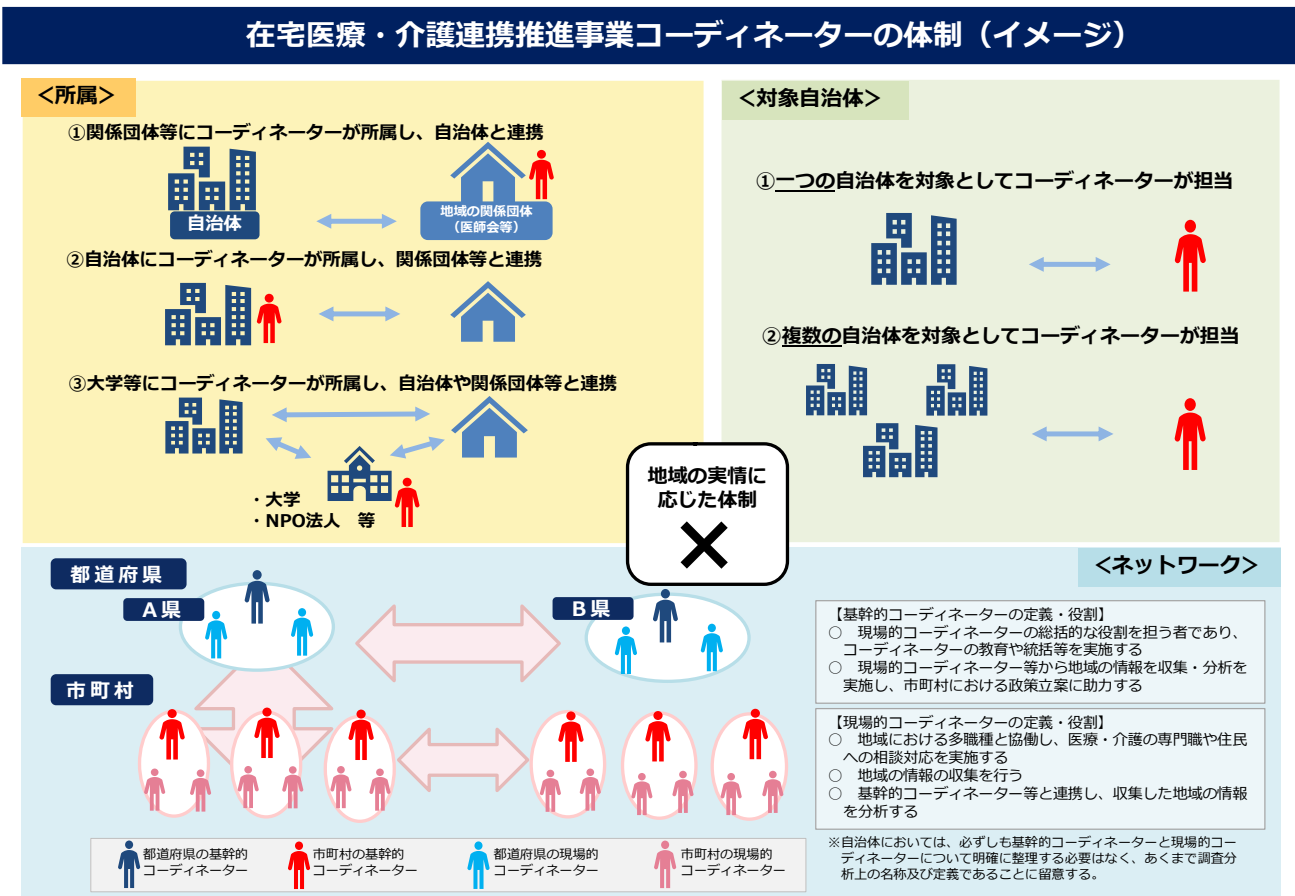 在宅医療・介護連携推進事業コーディネーターの体制（イメージ）
＜所属＞
①関係団体等にコーディネーターが所属し、自治体と連携
自治体
地域の関係団体
（医師会等）
②自治体にコーディネーターが所属し、関係団体等と連携
③大学等にコーディネーターが所属し、自治体や関係団体等と連携
・大学
・NPO法人　等
＜対象自治体＞
①一つの自治体を対象としてコーディネーターが担当
②複数の自治体を対象としてコーディネーターが担当
地域の実情に
応じた体制
＜ネットワーク＞
都道府県
A県
B県
市町村
【基幹的コーディネーターの定義・役割】
○　現場的コーディネーターの総括的な役割を担う者であり、
コーディネーターの教育や統括等を実施する
○　現場的コーディネーター等から地域の情報を収集・分析を
実施し、市町村における政策立案に助力する
【現場的コーディネーターの定義・役割】
○　地域における多職種と協働し、医療・介護の専門職や住民
への相談対応を実施する
○　地域の情報の収集を行う
○　基幹的コーディネーター等と連携し、収集した地域の情報
を分析する
※自治体においては、必ずしも基幹的コーディネーターと現場的コー
ディネーターについて明確に整理する必要はなく、あくまで調査分
析上の名称及び定義であることに留意する。
都道府県の基幹的
コーディネーター
市町村の基幹的
コーディネーター
都道府県の現場的
コーディネーター
市町村の現場的
コーディネーター